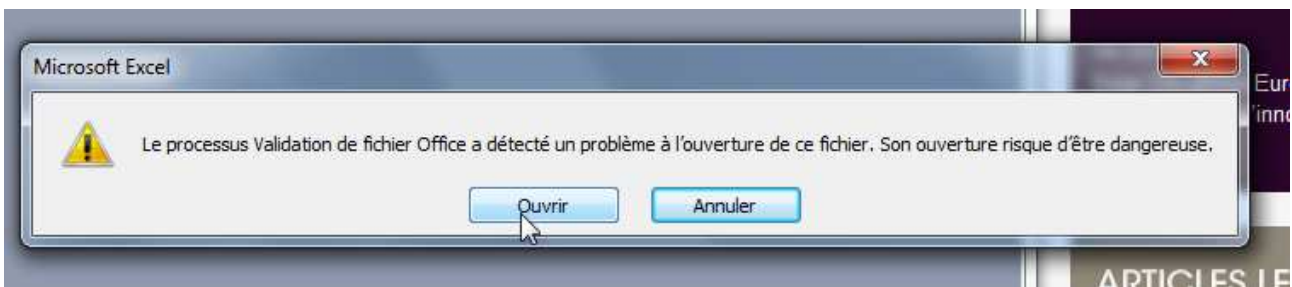 Microsoft Excel
Le processus Validation de fichier Office a détecté un problème à l'ouverture de ce fichier. Son ouverture risque d'être dangereuse.
Ouvrir
Annuler
ARTICLES